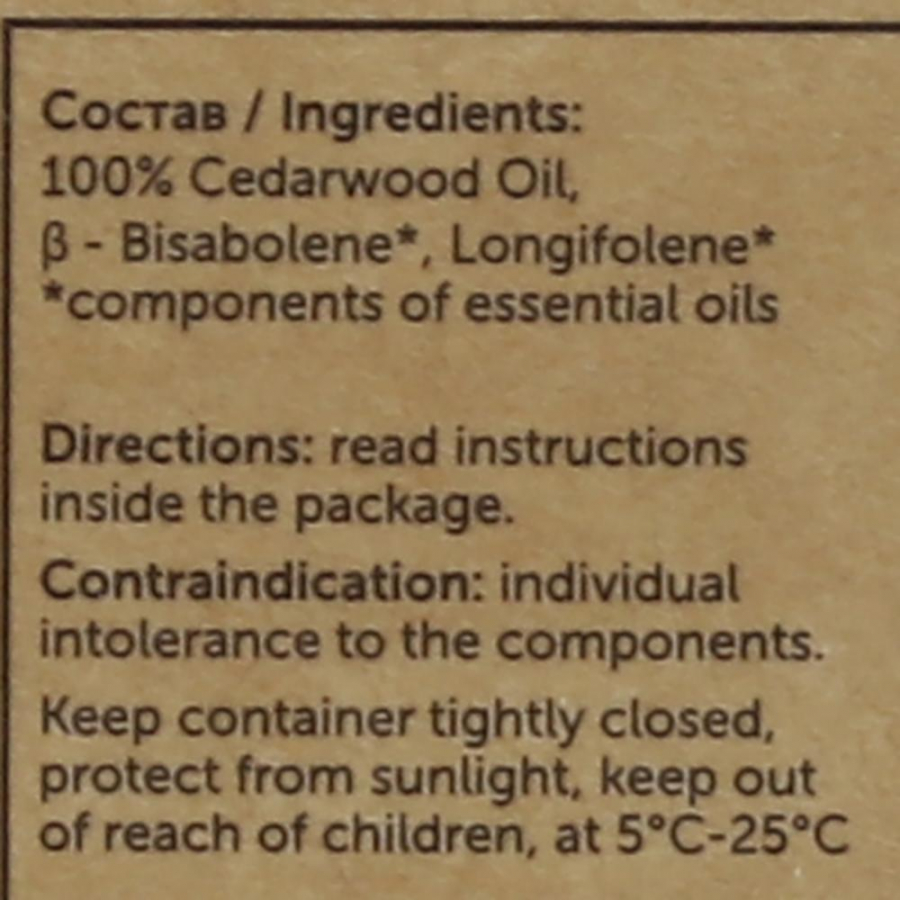 Состав / Ingredients:
100% Cedarwood Oil,
β - Bisabolene*, Longifolene*
*components of essential oils
Directions: read instructions
inside the package.
Contraindication: individual
intolerance to the components.
Keep container tightly closed,
protect from sunlight, keep out
of reach of children, at 5°C-25°C